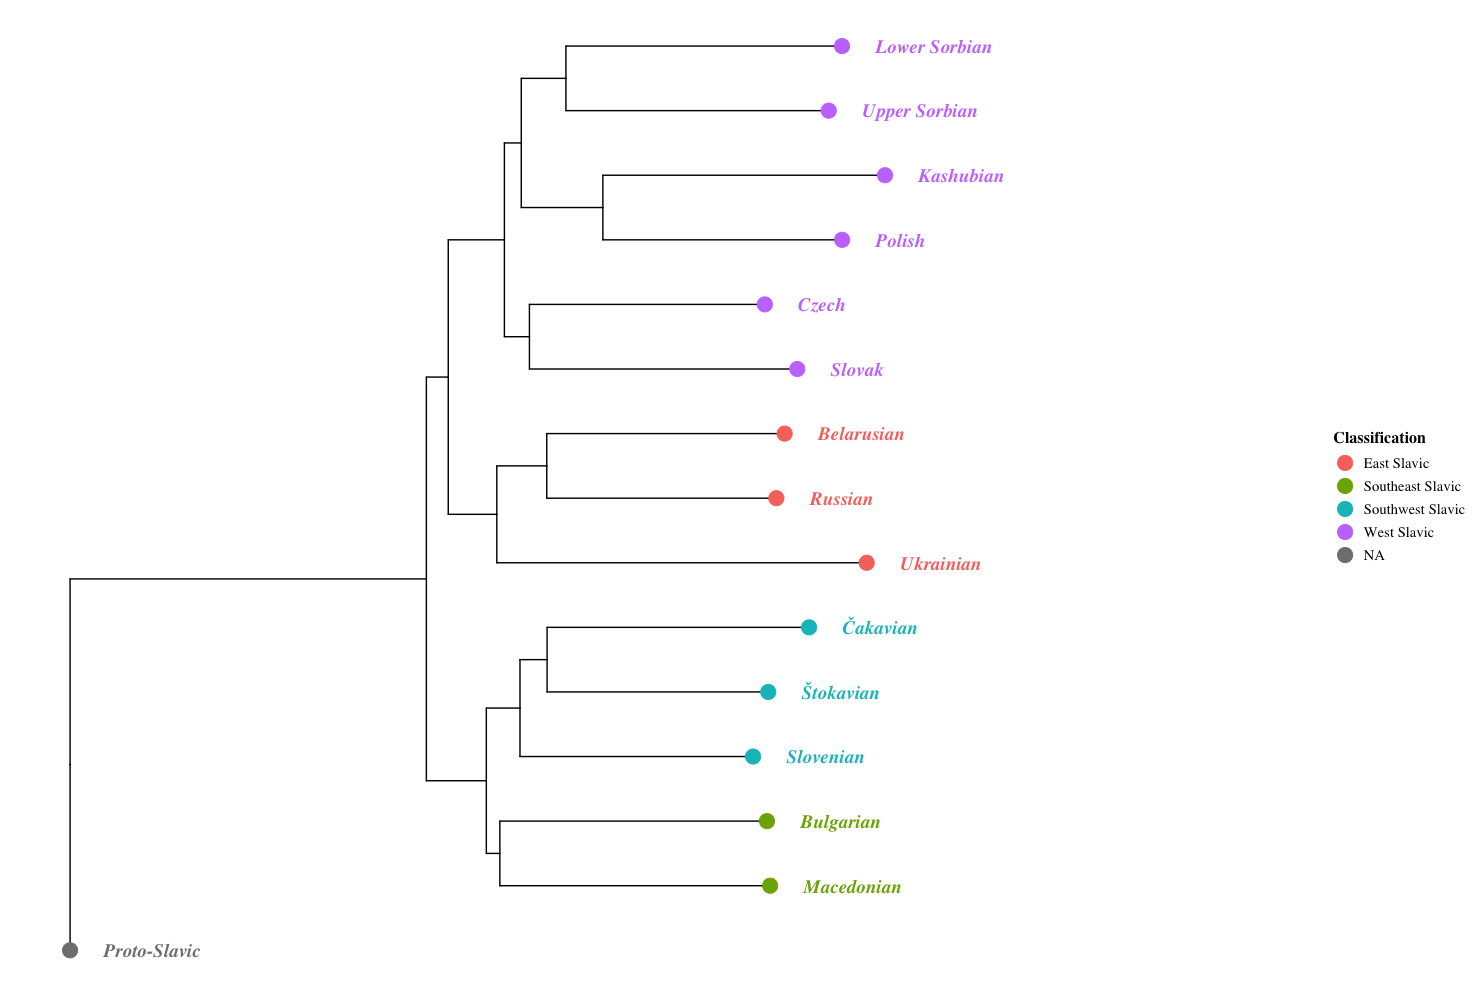 Lower Sorbian
Upper Sorbian
Kashubian
Polish
Czech
Slovak
Belarusian
Russian
Ukrainian
Čakavian
Štokavian
Slovenian
Bulgarian
Macedonian
Proto-Slavic
Classification
East Slavic
Southeast Slavic
Southwest Slavic
West Slavic
NA